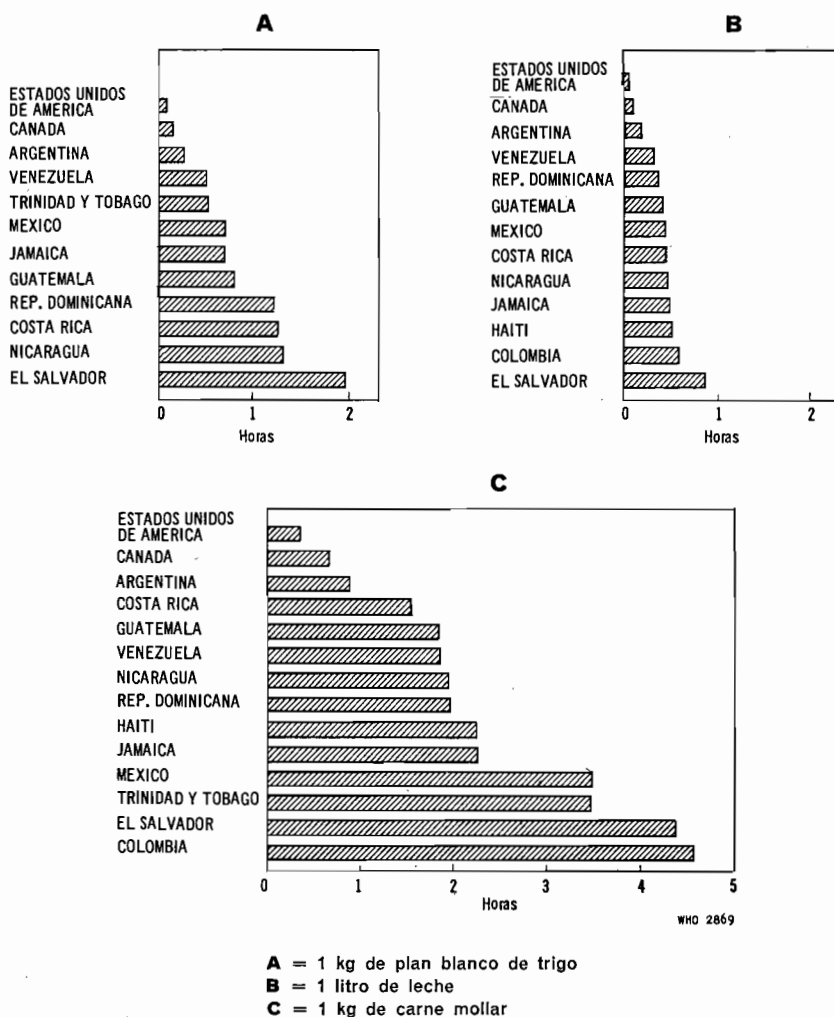 A
ESTADOS UNIDOS
DE AMERICA
CANADA
ARGENTINA
VENEZUELA
TRINIDAD Y TOBAGO
MEXICO
JAMAICA
GUATEMALA
REP. DOMINICANA
COSTA RICA
NICARAGUA
EL SALVADOR
0 1 2
Horas
B
ESTADOS UNIDOS
DE AMERICA
CANADA
ARGENTINA
VENEZUELA
REP. DOMINICANA
GUATEMALA
MEXICO
COSTA RICA
NICARAGUA
JAMAICA
HAITI
COLOMBIA
EL SALVADOR
0 1 2
Horas
C
ESTADOS UNIDOS
DE AMERICA
CANADA
ARGENTINA
COSTA RICA
GUATEMALA
VENEZUELA
NICARAGUA
REP. DOMINICANA
HAITI
JAMAICA
MEXICO
TRINIDAD Y TOBAGO
EL SALVADOR
COLOMBIA
0 1 2 3 4 5
Horas
WHO 2869
A = 1 kg de plan blanco de trigo
B = 1 litro de leche
C = 1 kg de carne mollar